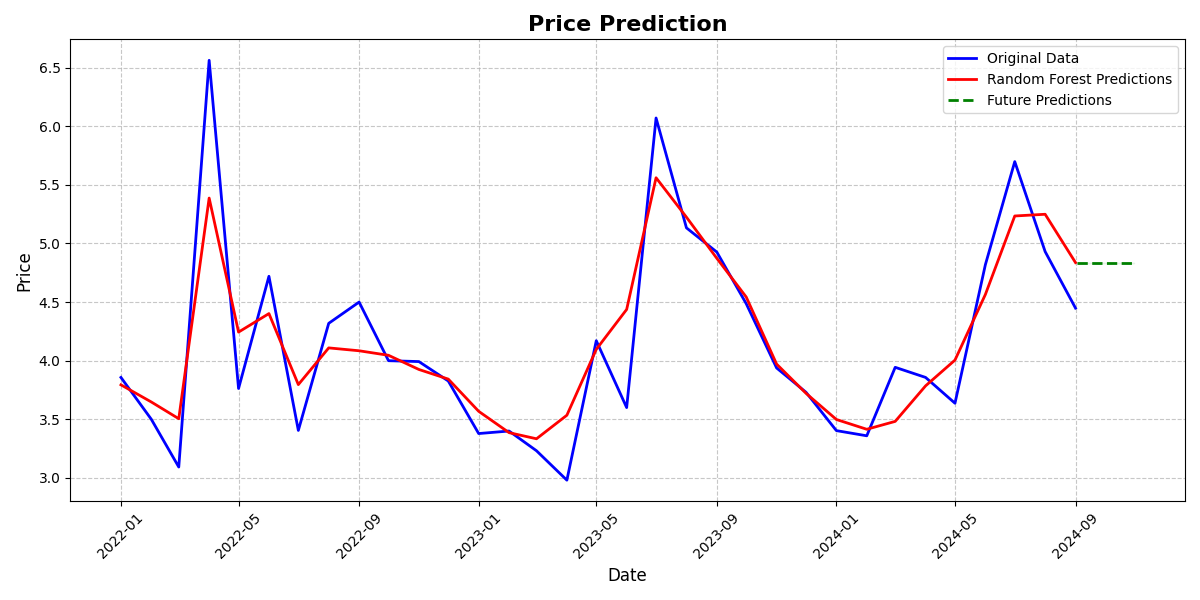 Price Prediction
Original Data
Random Forest Predictions
Future Predictions
Price
6.5
6.0
5.5
5.0
4.5
4.0
3.5
3.0
2022-01
2022-05
2022-09
2023-01
2023-05
2023-09
2024-01
2024-05
2024-09
Date